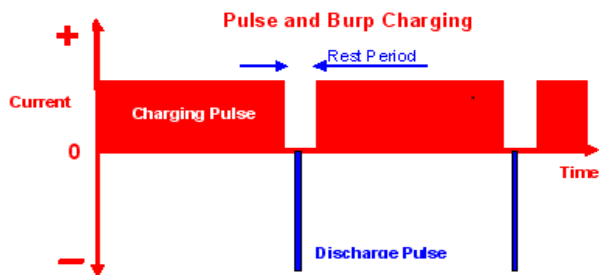 Pulse and Burp Charging
+
Rest Period
Current
Charging Pulse
0
Time
Discharge Pulse
−